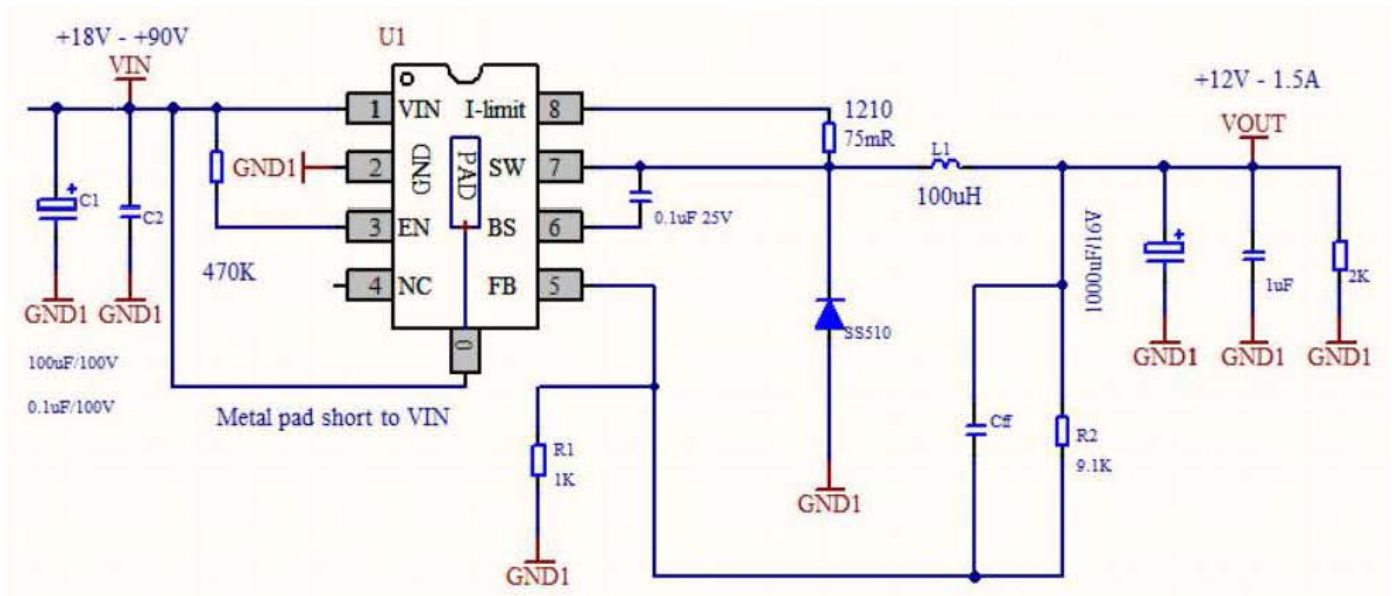 +18V - +90V
VIN
U1
1 VIN
I-limit 8
GND1
2 GND
PAD
SW 7
3 EN
BS 6
4 NC
FB 5
0
470K
C1
C2
GND1
GND1
100uF/100V
0.1uF/100V
Metal pad short to VIN
1210
75mR
0.1uF 25V
L1
100uH
SS510
GND1
R1
1K
GND1
Cff
R2
9.1K
+12V - 1.5A
VOUT
1000uF/16V
1uF
2K
GND1
GND1
GND1